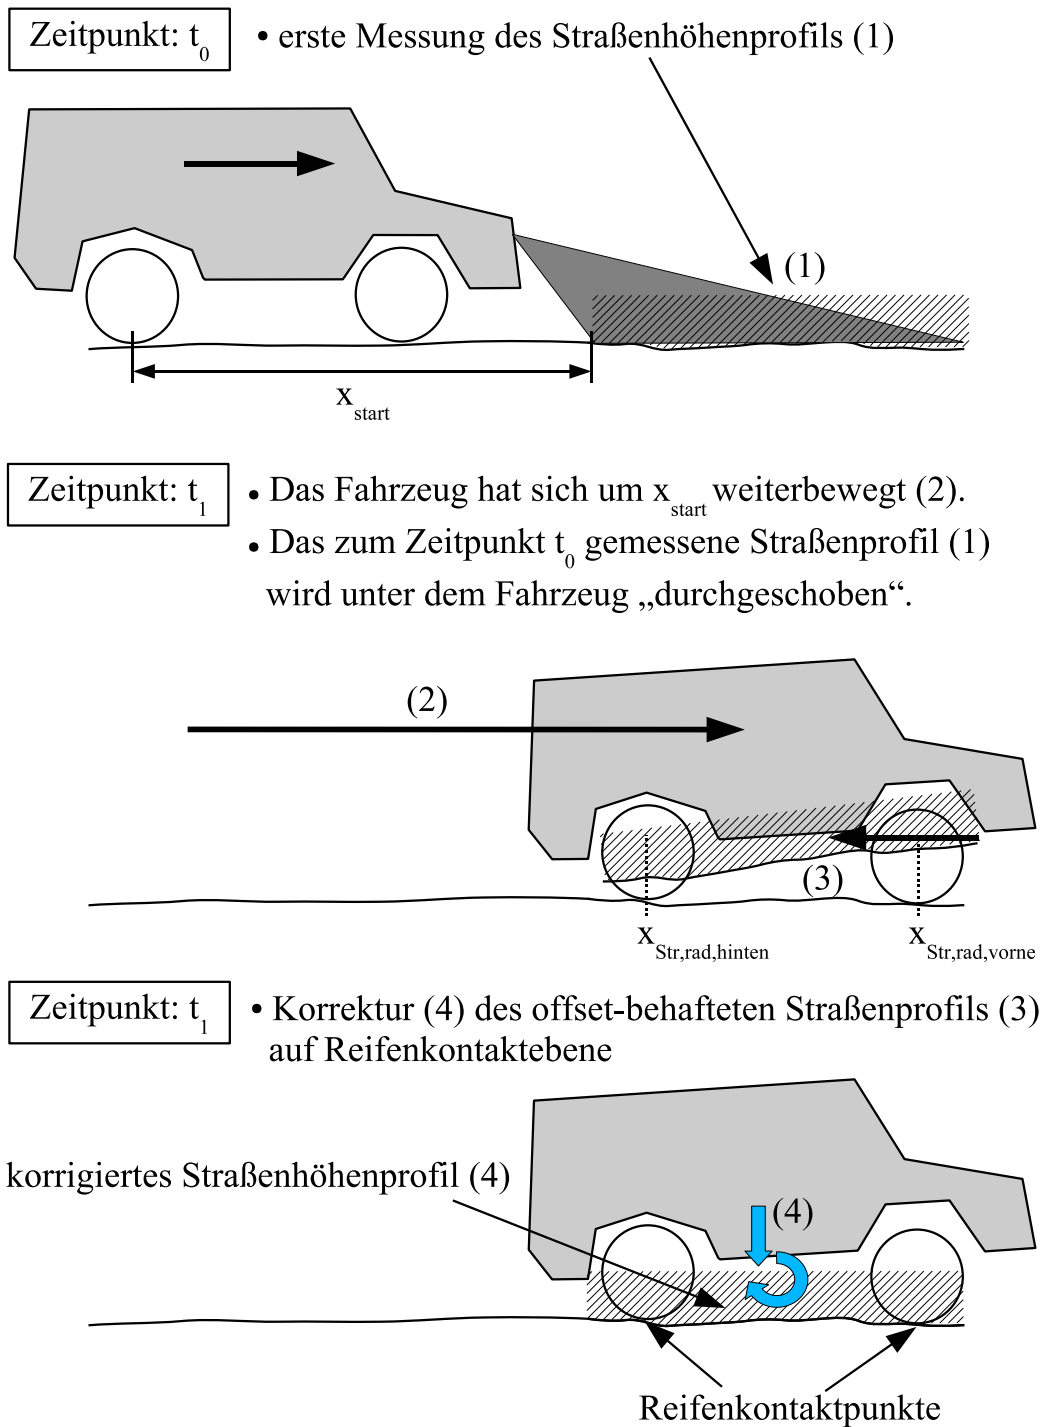 Zeitpunkt: t0 • erste Messung des Straßenhöhenprofils (1)
(1)
xstart
Zeitpunkt: t1 • Das Fahrzeug hat sich um xstart weiterbewegt (2).
• Das zum Zeitpunkt t0 gemessene Straßenprofil (1)
wird unter dem Fahrzeug „durchgeschoben“.
(2)
(3)
xStr,rad,hinten xStr,rad,vorne
Zeitpunkt: t1 • Korrektur (4) des offset-behafteten Straßenprofils (3)
auf Reifenkontaktebene
korrigiertes Straßenhöhenprofil (4)
(4)
Reifenkontaktpunkte